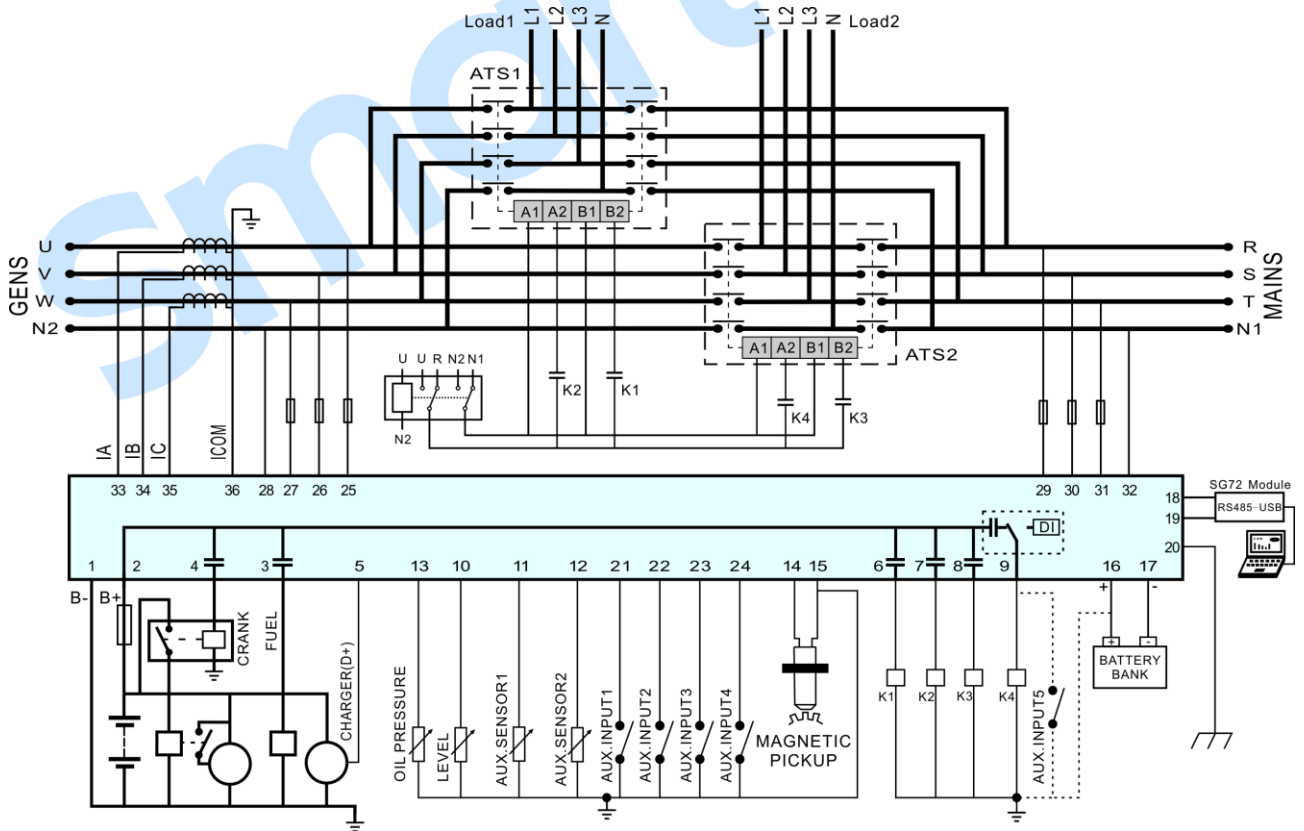 smart
Load1 L1 L2 L3 N
L1 L2 L3 N Load2
ATS1
A1 A2 B1 B2
GENS
U
V
W
N2
R
S
T
N1
MAINS
A1 A2 B1 B2
ATS2
U U R N2 N1
N2
K2
K1
K4
K3
IA
IB
IC
ICOM
33 34 35 36 28 27 26 25
29 30 31 32
18
19
20
SG72 Module
RS485-USB
DI
1 2 4 3 5 13 10 11 12 21 22 23 24 14 15 6 7 8 9 16 17
B- B+
+ -
CRANK
FUEL
CHARGER(D+)
OIL PRESSURE
LEVEL
AUX.SENSOR1
AUX.SENSOR2
AUX.INPUT1
AUX.INPUT2
AUX.INPUT3
AUX.INPUT4
MAGNETIC
PICKUP
K1 K2 K3 K4
AUX.INPUT5
+ -
BATTERY
BANK